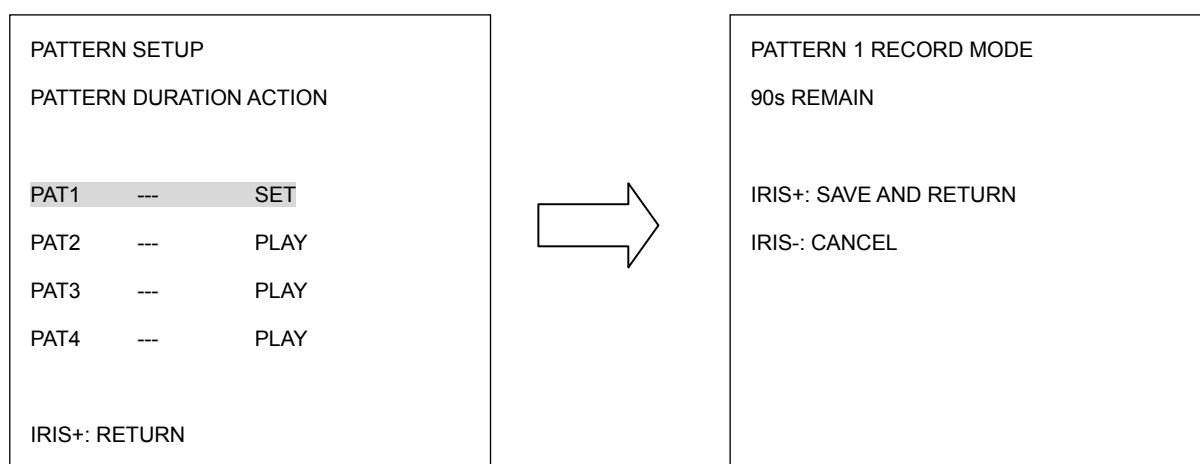 PATTERN SETUP
PATTERN DURATION ACTION
PAT1 --- SET
PAT2 --- PLAY
PAT3 --- PLAY
PAT4 --- PLAY
IRIS+: RETURN
PATTERN 1 RECORD MODE
90s REMAIN
IRIS+: SAVE AND RETURN
IRIS-: CANCEL